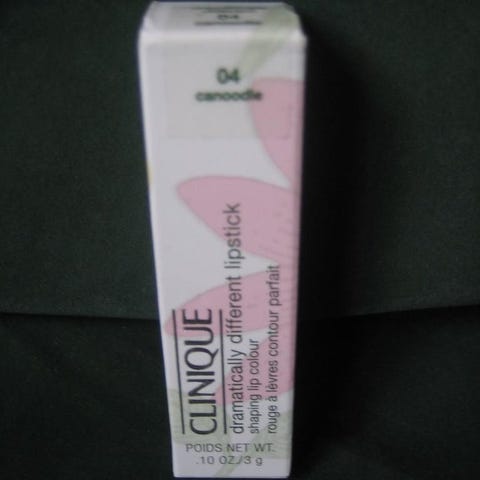 04
04
canoodle
CLINIQUE
dramatically different lipstick
shaping lip colour
rouge à lèvres contour parfait
POIDS NET WT.
.10 OZ./3 g